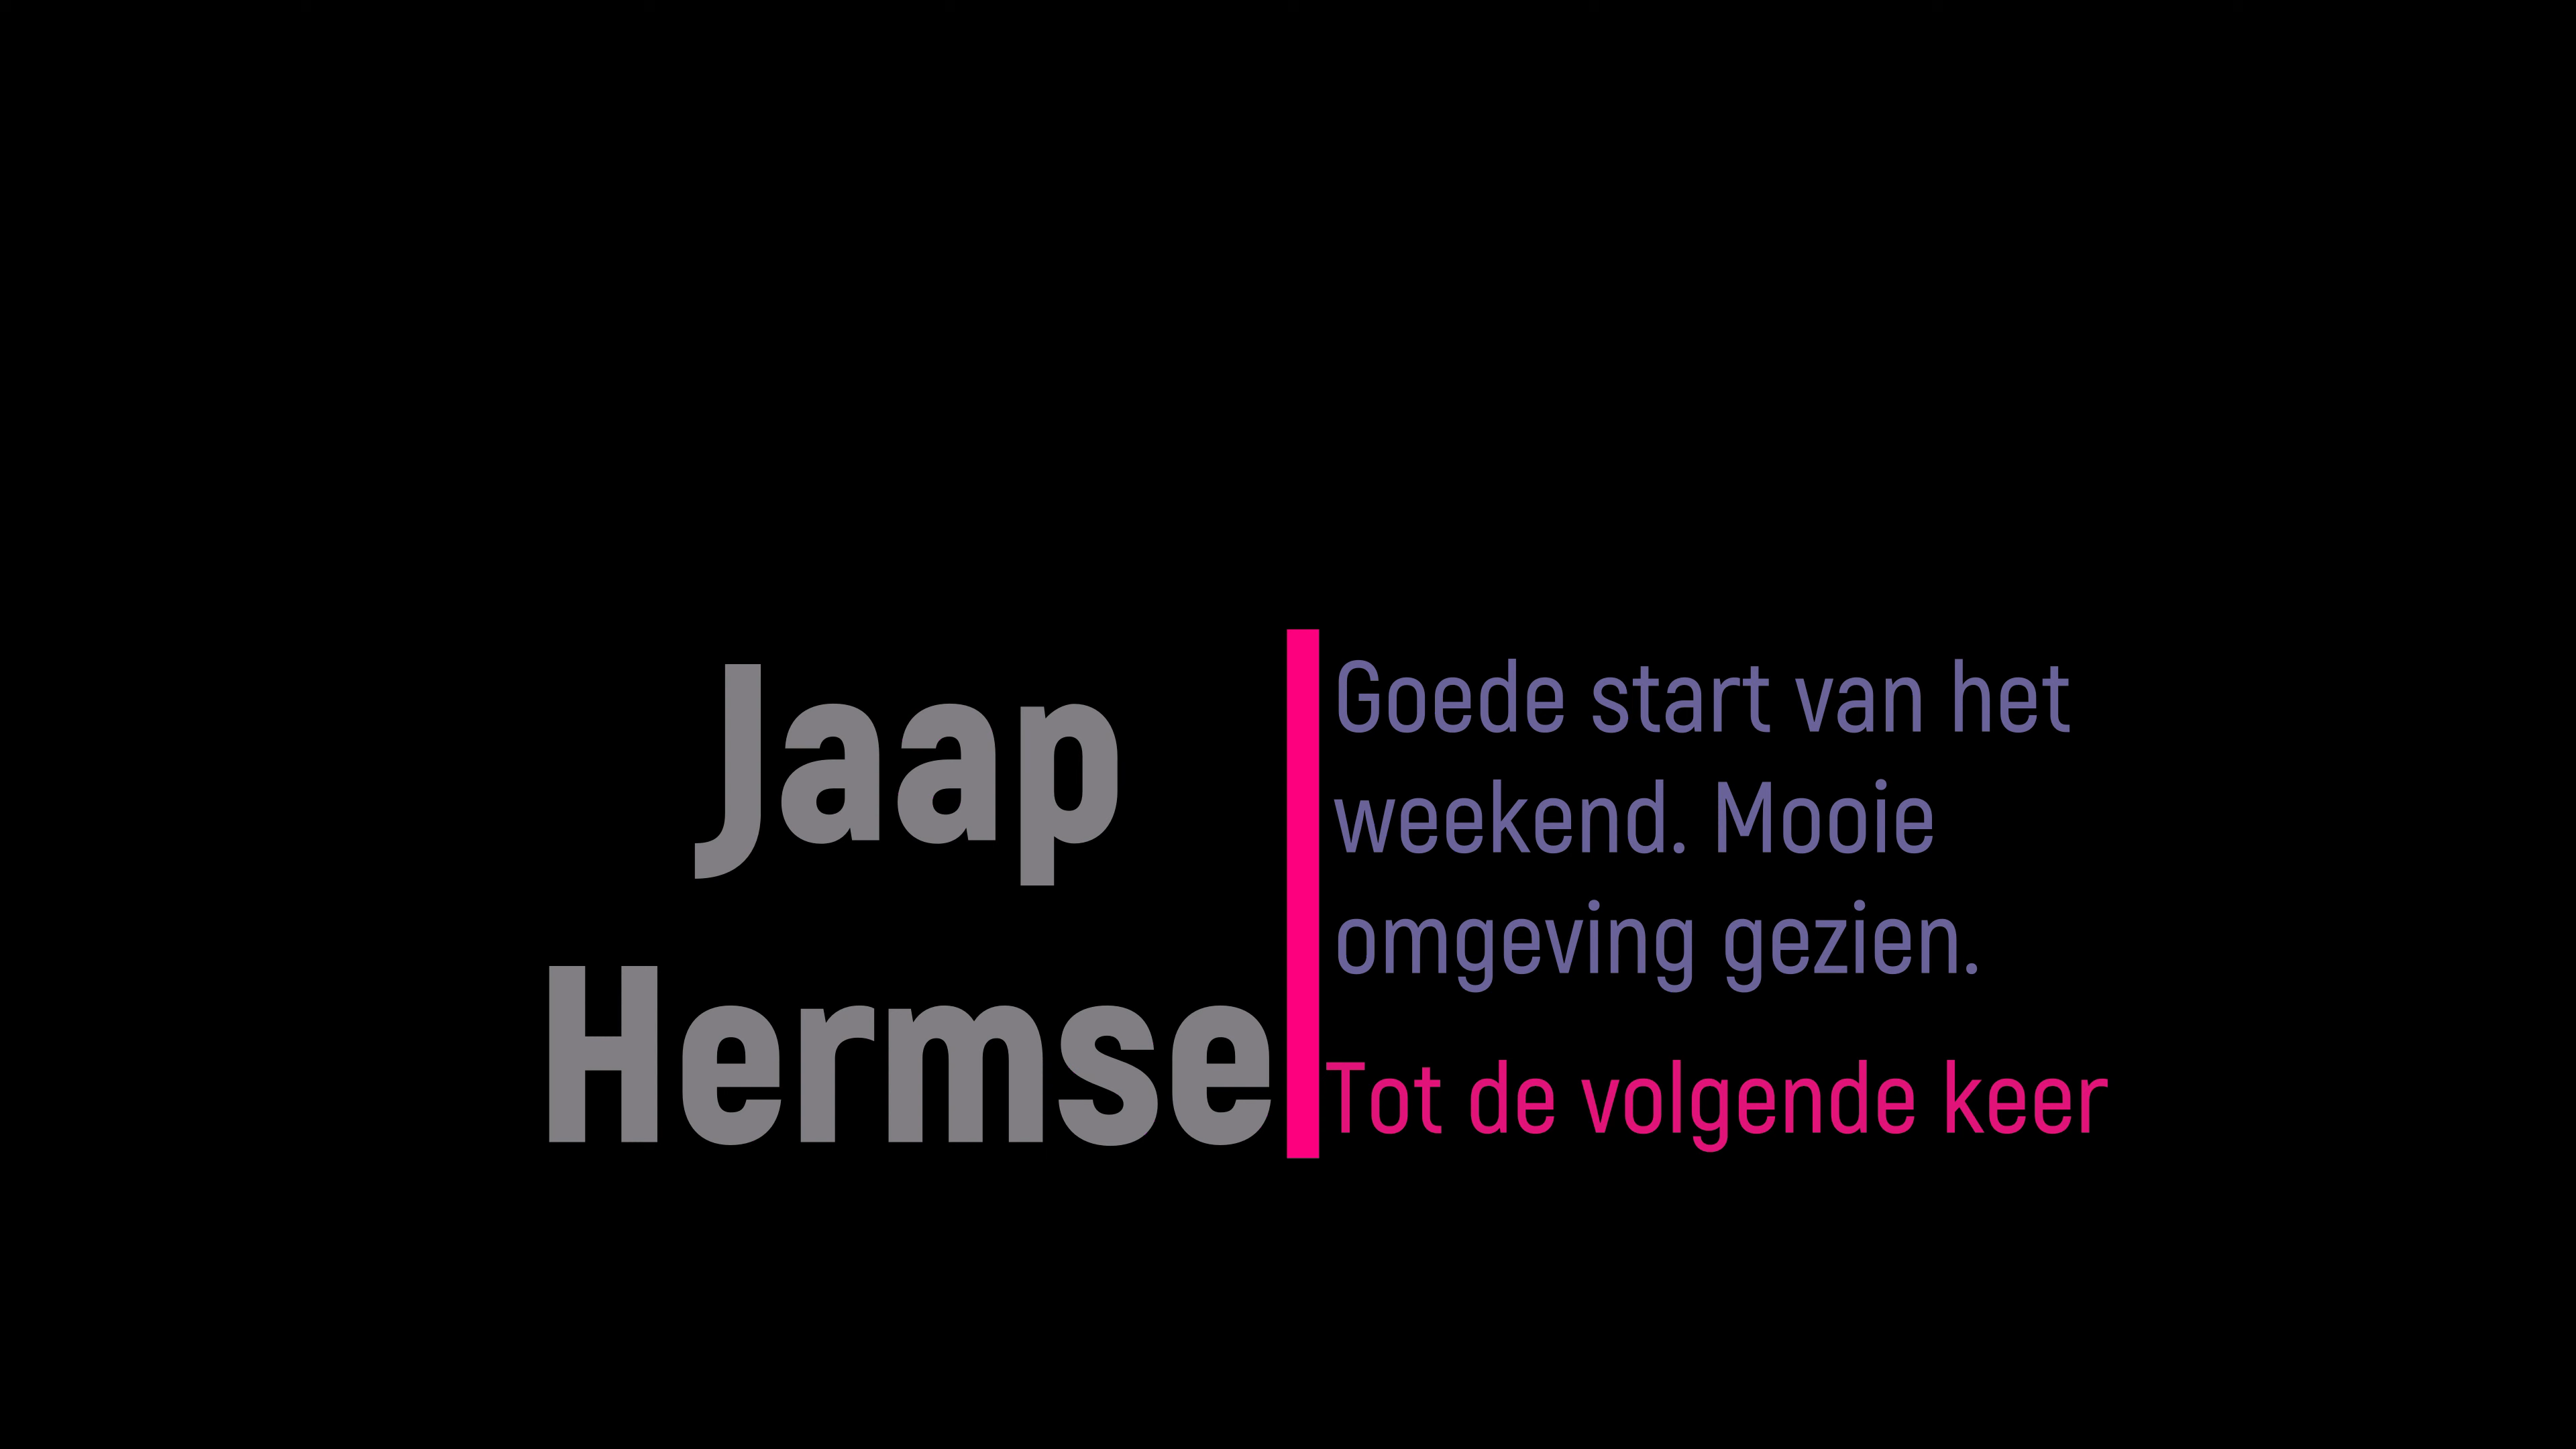 Jaap
Hermse
Goede start van het
weekend. Mooie
omgeving gezien.
Tot de volgende keer